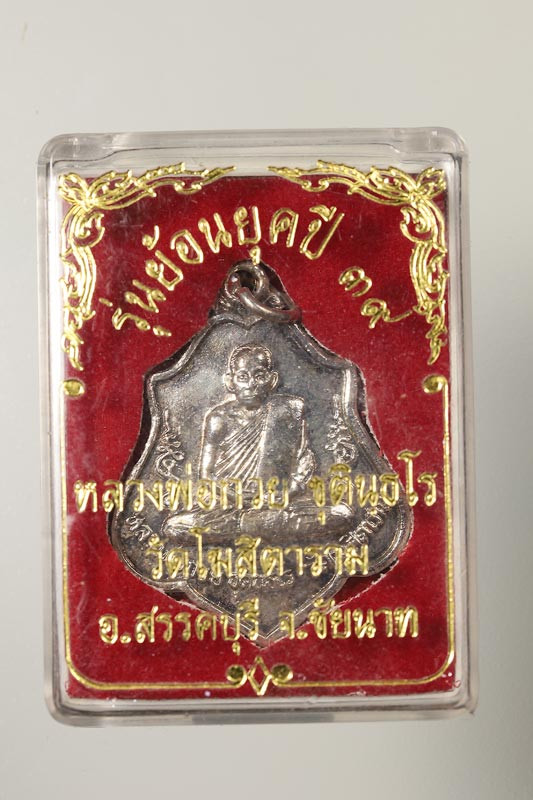 รุ่นย้อนยุคปี ๓๙
หลวงพ่อกวย ชุตินธโร
วัดโฆสิตาราม
อ.สรรคบุรี จ.ชัยนาท